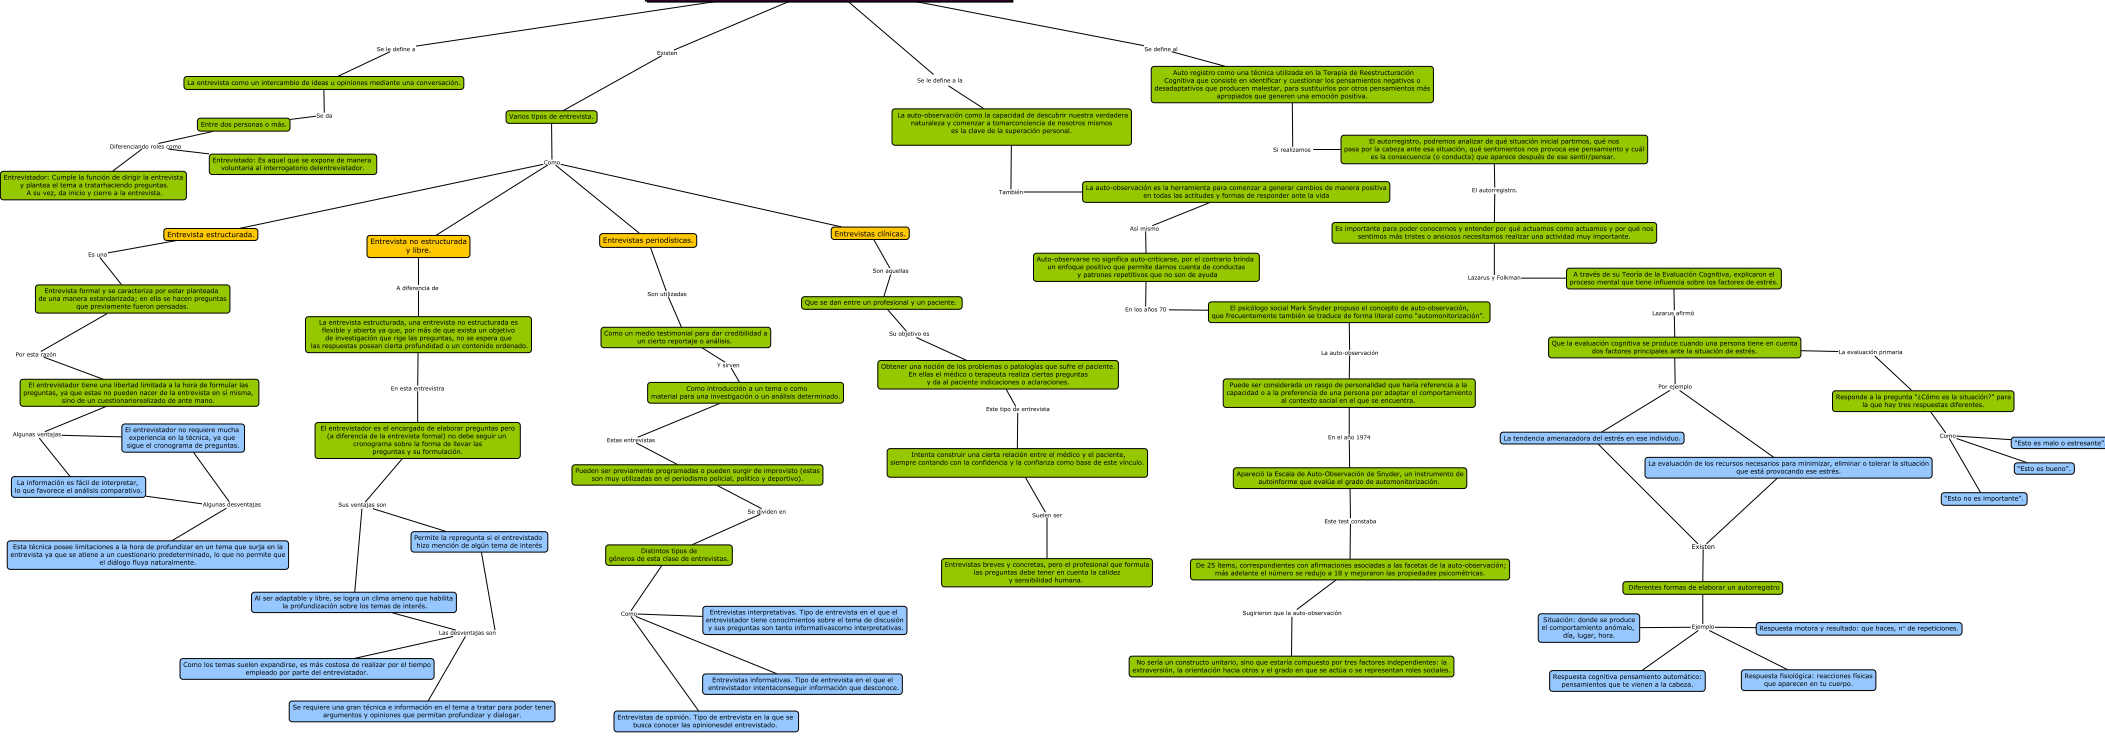 Se le define a
La entrevista como un intercambio de ideas u opiniones mediante una conversación.
Se da
Entre dos personas o más.
Diferenciando roles como
Entrevistado: Es aquel que se expone de manera
voluntaria al interrogatorio delentrevistador.
Entrevistador: Cumple la función de dirigir la entrevista
y plantea el tema a tratarhaciendo preguntas.
A su vez, da inicio y cierre a la entrevista.
Existen
Varios tipos de entrevista.
Como
Entrevista estructurada.
Es una
Entrevista formal y se caracteriza por estar planteada
de una manera estandarizada; en ella se hacen preguntas
que previamente fueron pensadas.
Por esta razón
El entrevistador tiene una libertad limitada a la hora de formular las
preguntas, ya que estas no pueden nacer de la entrevista en sí misma,
sino de un cuestionariorealizado de ante mano.
Algunas ventajas
El entrevistador no requiere mucha
experiencia en la técnica, ya que
sigue el cronograma de preguntas.
La información es fácil de interpretar,
lo que favorece el análisis comparativo.
Algunas desventajas
Esta técnica posee limitaciones a la hora de profundizar en un tema que surja en la
entrevista ya que se atiene a un cuestionario predeterminado, lo que no permite que
el diálogo fluya naturalmente.
Entrevista no estructurada
y libre.
A diferencia de
La entrevista estructurada, una entrevista no estructurada es
flexible y abierta ya que, por más de que exista un objetivo
de investigación que rige las preguntas, no se espera que
las respuestas posean cierta profundidad o un contenido ordenado.
En esta entrevistra
El entrevistador es el encargado de elaborar preguntas pero
(a diferencia de la entrevista formal) no debe seguir un
cronograma sobre la forma de llevar las
preguntas y su formulación.
Sus ventajas son
Permite la repregunta si el entrevistado
hizo mención de algún tema de interés
Al ser adaptable y libre, se logra un clima ameno que habilita
la profundización sobre los temas de interés.
Las desventajas son
Como los temas suelen expandirse, es más costosa de realizar por el tiempo
empleado por parte del entrevistador.
Se requiere una gran técnica e información en el tema a tratar para poder tener
argumentos y opiniones que permitan profundizar y dialogar.
Entrevistas periodísticas.
Son utilizadas
Como un medio testimonial para dar credibilidad a
un cierto reportaje o análisis.
Y sirven
Como introducción a un tema o como
material para una investigación o un análisis determinado.
Estas entrevistas
Pueden ser previamente programadas o pueden surgir de improvisto (estas
son muy utilizadas en el periodismo policial, político y deportivo).
Se dividen en
Distintos tipos de
géneros de esta clase de entrevistas.
Como
Entrevistas interpretativas. Tipo de entrevista en el que el
entrevistador tiene conocimientos sobre el tema de discusión
y sus preguntas son tanto informativascomo interpretativas.
Entrevistas informativas. Tipo de entrevista en el que el
entrevistador intentaconseguir información que desconoce.
Entrevistas de opinión. Tipo de entrevista en la que se
busca conocer las opinionesdel entrevistado.
Entrevistas clínicas.
Son aquellas
Que se dan entre un profesional y un paciente.
Su objetivo es
Obtener una noción de los problemas o patologías que sufre el paciente.
En ellas el médico o terapeuta realiza ciertas preguntas
y da al paciente indicaciones o aclaraciones.
Este tipo de entrevista
Intenta construir una cierta relación entre el médico y el paciente,
siempre contando con la confidencia y la confianza como base de este vínculo.
Suelen ser
Entrevistas breves y concretas, pero el profesional que formula
las preguntas debe tener en cuenta la calidez
y sensibilidad humana.
Se le define a la
La auto-observación como la capacidad de descubrir nuestra verdadera
naturaleza y comenzar a tomarconciencia de nosotros mismos
es la clave de la superación personal.
También
La auto-observación es la herramienta para comenzar a generar cambios de manera positiva
en todas las actitudes y formas de responder ante la vida
Así mismo
Auto-observarse no significa auto-criticarse, por el contrario brinda
un enfoque positivo que permite darnos cuenta de conductas
y patrones repetitivos que no son de ayuda
En los años 70
El psicólogo social Mark Snyder propuso el concepto de auto-observación,
que frecuentemente también se traduce de forma literal como "automonitorización".
La auto-observación
Puede ser considerada un rasgo de personalidad que haría referencia a la
capacidad o a la preferencia de una persona por adaptar el comportamiento
al contexto social en el que se encuentra.
En el año 1974
Apareció la Escala de Auto-Observación de Snyder, un instrumento de
autoinforme que evalúa el grado de automonitorización.
Este test constaba
De 25 ítems, correspondientes con afirmaciones asociadas a las facetas de la auto-observación;
más adelante el número se redujo a 18 y mejoraron las propiedades psicométricas.
Sugirieron que la auto-observación
No sería un constructo unitario, sino que estaría compuesto por tres factores independientes: la
extraversión, la orientación hacia otros y el grado en que se actúa o se representan roles sociales.
Se define al
Auto registro como una técnica utilizada en la Terapia de Reestructuración
Cognitiva que consiste en identificar y cuestionar los pensamientos negativos o
desadaptativos que producen malestar, para sustituirlos por otros pensamientos más
apropiados que generen una emoción positiva.
Si realizamos
El autorregistro, podremos analizar de qué situación inicial partimos, qué nos
pasa por la cabeza ante esa situación, qué sentimientos nos provoca ese pensamiento y cuál
es la consecuencia (o conducta) que aparece después de ese sentir/pensar.
El autorregistro.
Es importante para poder conocernos y entender por qué actuamos como actuamos y por qué nos
sentimos más tristes o ansiosos necesitamos realizar una actividad muy importante.
Lazarus y Folkman
A través de su Teoría de la Evaluación Cognitiva, explicaron el
proceso mental que tiene influencia sobre los factores de estrés.
Lazarus afirmó
Que la evaluación cognitiva se produce cuando una persona tiene en cuenta
dos factores principales ante la situación de estrés.
La evaluación primaria
Responde a la pregunta "¿Cómo es la situación?" para
la que hay tres respuestas diferentes.
Como
"Esto es malo o estresante"
"Esto es bueno".
"Esto no es importante".
Por ejemplo
La tendencia amenazadora del estrés en ese individuo.
La evaluación de los recursos necesarios para minimizar, eliminar o tolerar la situación
que está provocando ese estrés.
Existen
Diferentes formas de elaborar un autorregistro
Ejemplo
Situación: donde se produce
el comportamiento anómalo,
día, lugar, hora.
Respuesta motora y resultado: que haces, n° de repeticiones.
Respuesta cognitiva pensamiento automático:
pensamientos que te vienen a la cabeza.
Respuesta fisiológica: reacciones físicas
que aparecen en tu cuerpo.